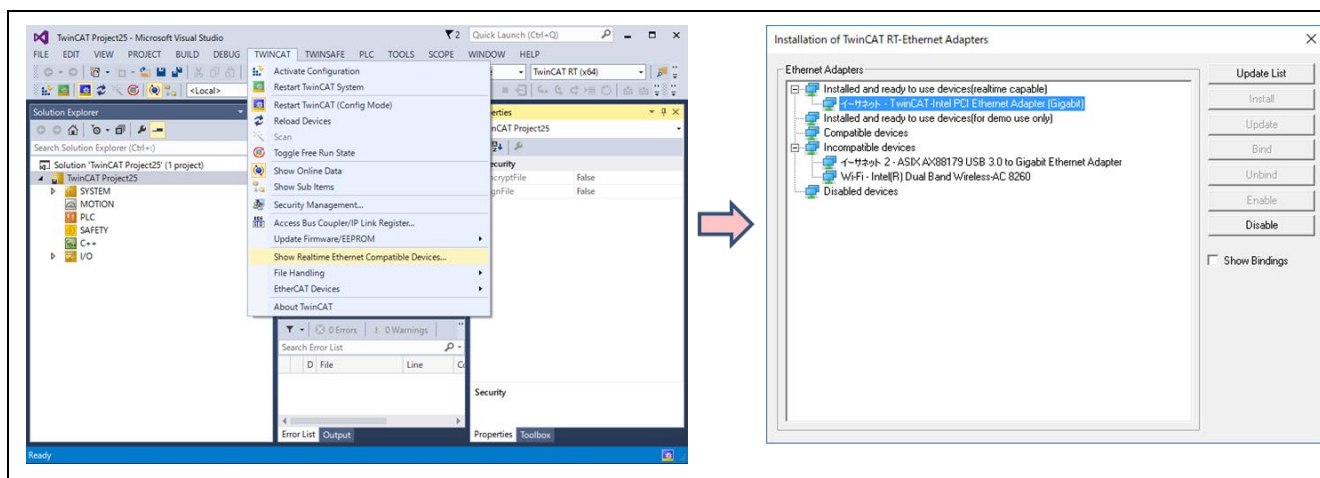 TwinCAT Project25 - Microsoft Visual Studio
2
Quick Launch (Ctrl+Q)
FILE EDIT VIEW PROJECT BUILD DEBUG TWINCAT TWINSAFE PLC TOOLS SCOPE WINDOW HELP
TwinCAT RT (x64)
<Local>
Solution Explorer
Search Solution Explorer (Ctrl+;)
Solution 'TwinCAT Project25' (1 project)
TwinCAT Project25
SYSTEM
MOTION
PLC
SAFETY
C++
I/O
Activate Configuration
Restart TwinCAT System
Restart TwinCAT (Config Mode)
Reload Devices
Scan
Toggle Free Run State
Show Online Data
Show Sub Items
Security Management...
Access Bus Coupler/IP Link Register...
Update Firmware/EEPROM
Show Realtime Ethernet Compatible Devices...
File Handling
EtherCAT Devices
About TwinCAT
0 Errors
0 Warnings
Search Error List
D File Line Co
Error List Output
erties
nCAT Project25
ecurity
cryptFile False
gnFile False
Security
Properties Toolbox
Ready
Installation of TwinCAT RT-Ethernet Adapters
Ethernet Adapters
Installed and ready to use devices(realtime capable)
イーサネット - TwinCAT-Intel PCI Ethernet Adapter (Gigabit)
Installed and ready to use devices(for demo use only)
Compatible devices
Incompatible devices
イーサネット 2 - ASIX AX88179 USB 3.0 to Gigabit Ethernet Adapter
Wi-Fi - Intel(R) Dual Band Wireless-AC 8260
Disabled devices
Update List
Install
Update
Bind
Unbind
Enable
Disable
Show Bindings